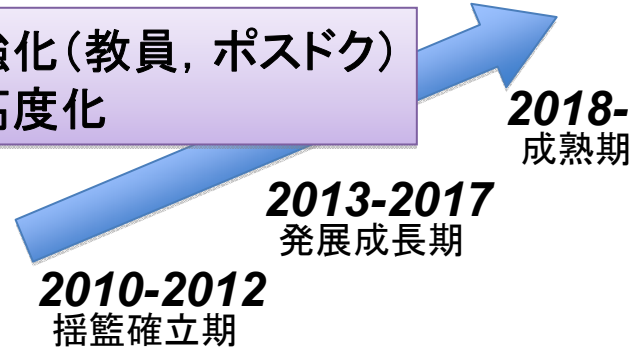 強化(教員, ポスドク)
高度化
2018-
成熟期
2013-2017
発展成長期
2010-2012
揺籃確立期